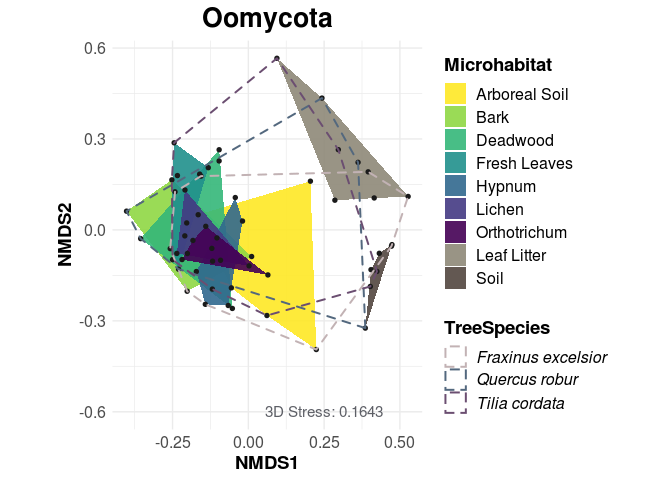 Oomycota
NMDS2
0.6
0.3
0.0
-0.3
-0.6
3D Stress: 0.1643
-0.25
0.00
0.25
0.50
NMDS1
Microhabitat
Arboreal Soil
Bark
Deadwood
Fresh Leaves
Hypnum
Lichen
Orthotrichum
Leaf Litter
Soil
TreeSpecies
Fraxinus excelsior
Quercus robur
Tilia cordata